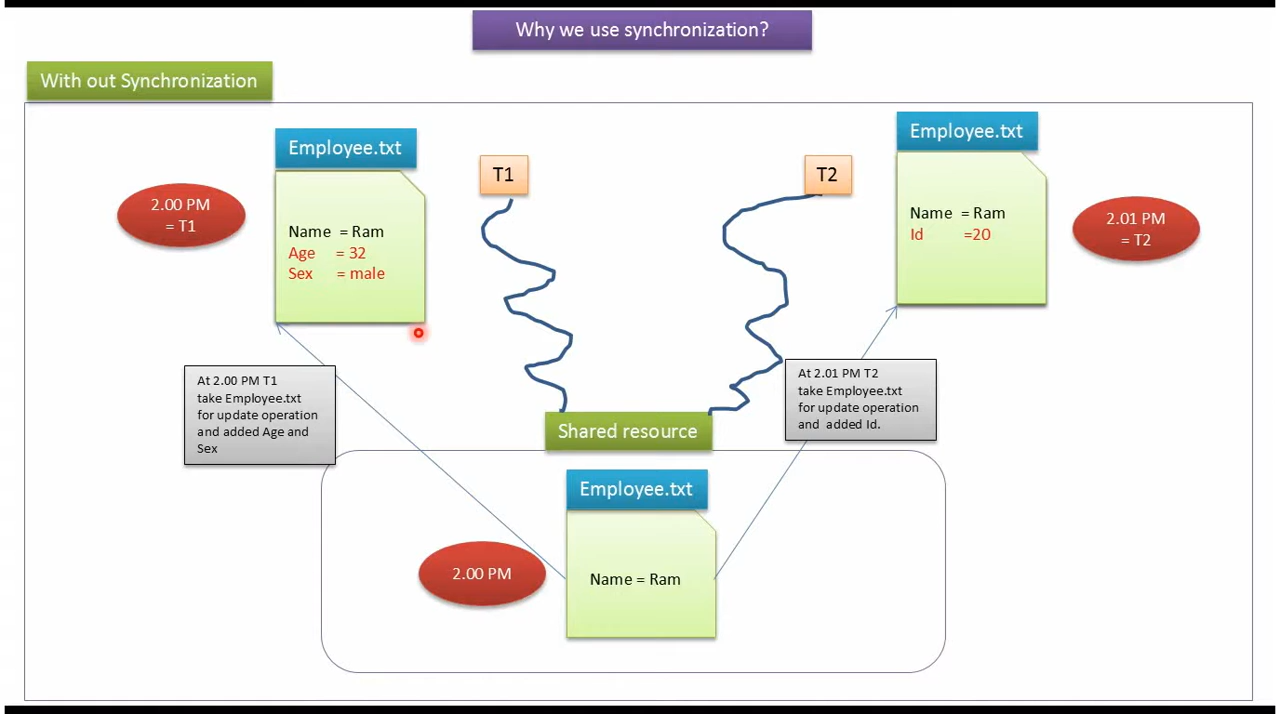 Why we use synchronization?
With out Synchronization
Employee.txt
2.00 PM
= T1
Name = Ram
Age = 32
Sex = male
T1
T2
Employee.txt
Name = Ram
Id =20
2.01 PM
= T2
At 2.00 PM T1
take Employee.txt
for update operation
and added Age and
Sex
At 2.01 PM T2
take Employee.txt
for update operation
and added Id.
Shared resource
Employee.txt
2.00 PM
Name = Ram